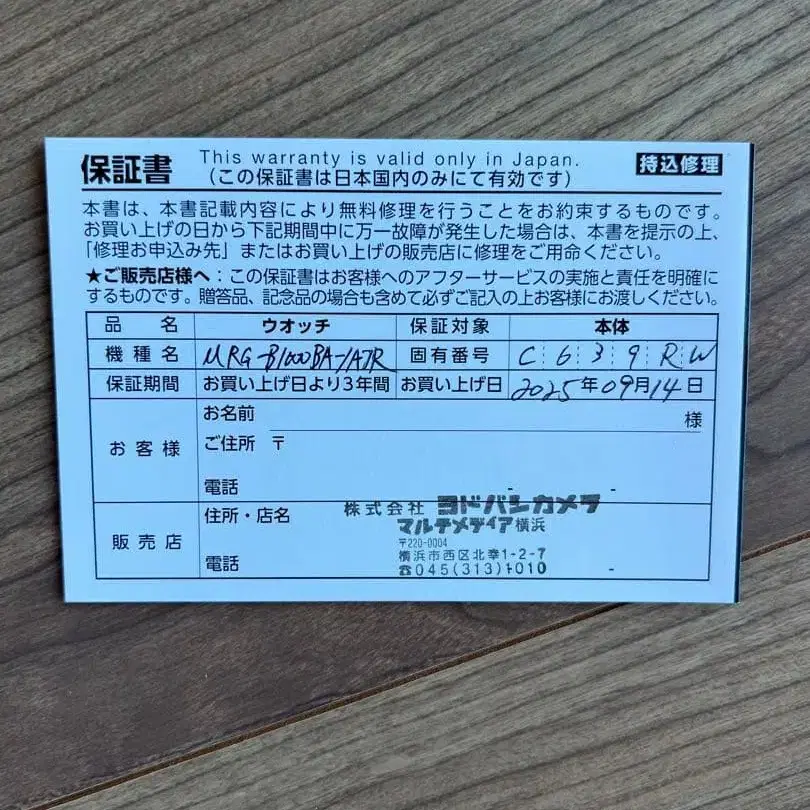 保証書
This warranty is valid only in Japan.
(この保証書は日本国内のみにて有効です)
持込修理
本書は、本書記載内容により無料修理を行うことをお約束するものです。
お買い上げの日から下記期間中に万一故障が発生した場合は、本書を提示の上、
「修理お申込み先」またはお買い上げの販売店に修理をご用命ください。
★ご販売店様へ：この保証書はお客様へのアフターサービスの実施と責任を明確に
するものです。贈答品、記念品の場合も含めて必ずご記入の上お客様にお渡しください。
品名 ウオッチ 保証対象 本体
機種名 MRG-B1000BA-1AJR 固有番号 C639RW
保証期間 お買い上げ日より3年間 お買い上げ日 2025年09月14日
お客様
お名前 様
ご住所 〒
電話 - -
販売店
住所・店名 株式会社 ヨドバシカメラ
マルチメディア横浜
〒220-0004
横浜市西区北幸1-2-7
電話 ☎045(313)1010 -